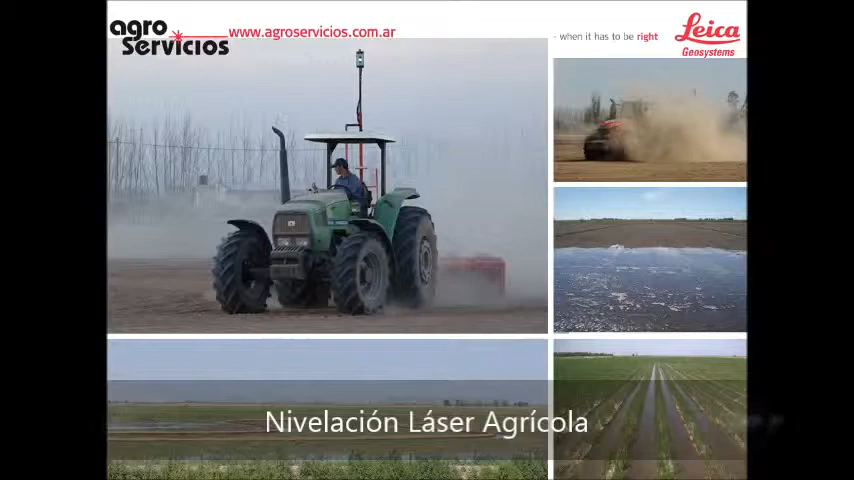 agro
Servicios
www.agroservicios.com.ar
- when it has to be right
Leica
Geosystems
Nivelación Láser Agrícola